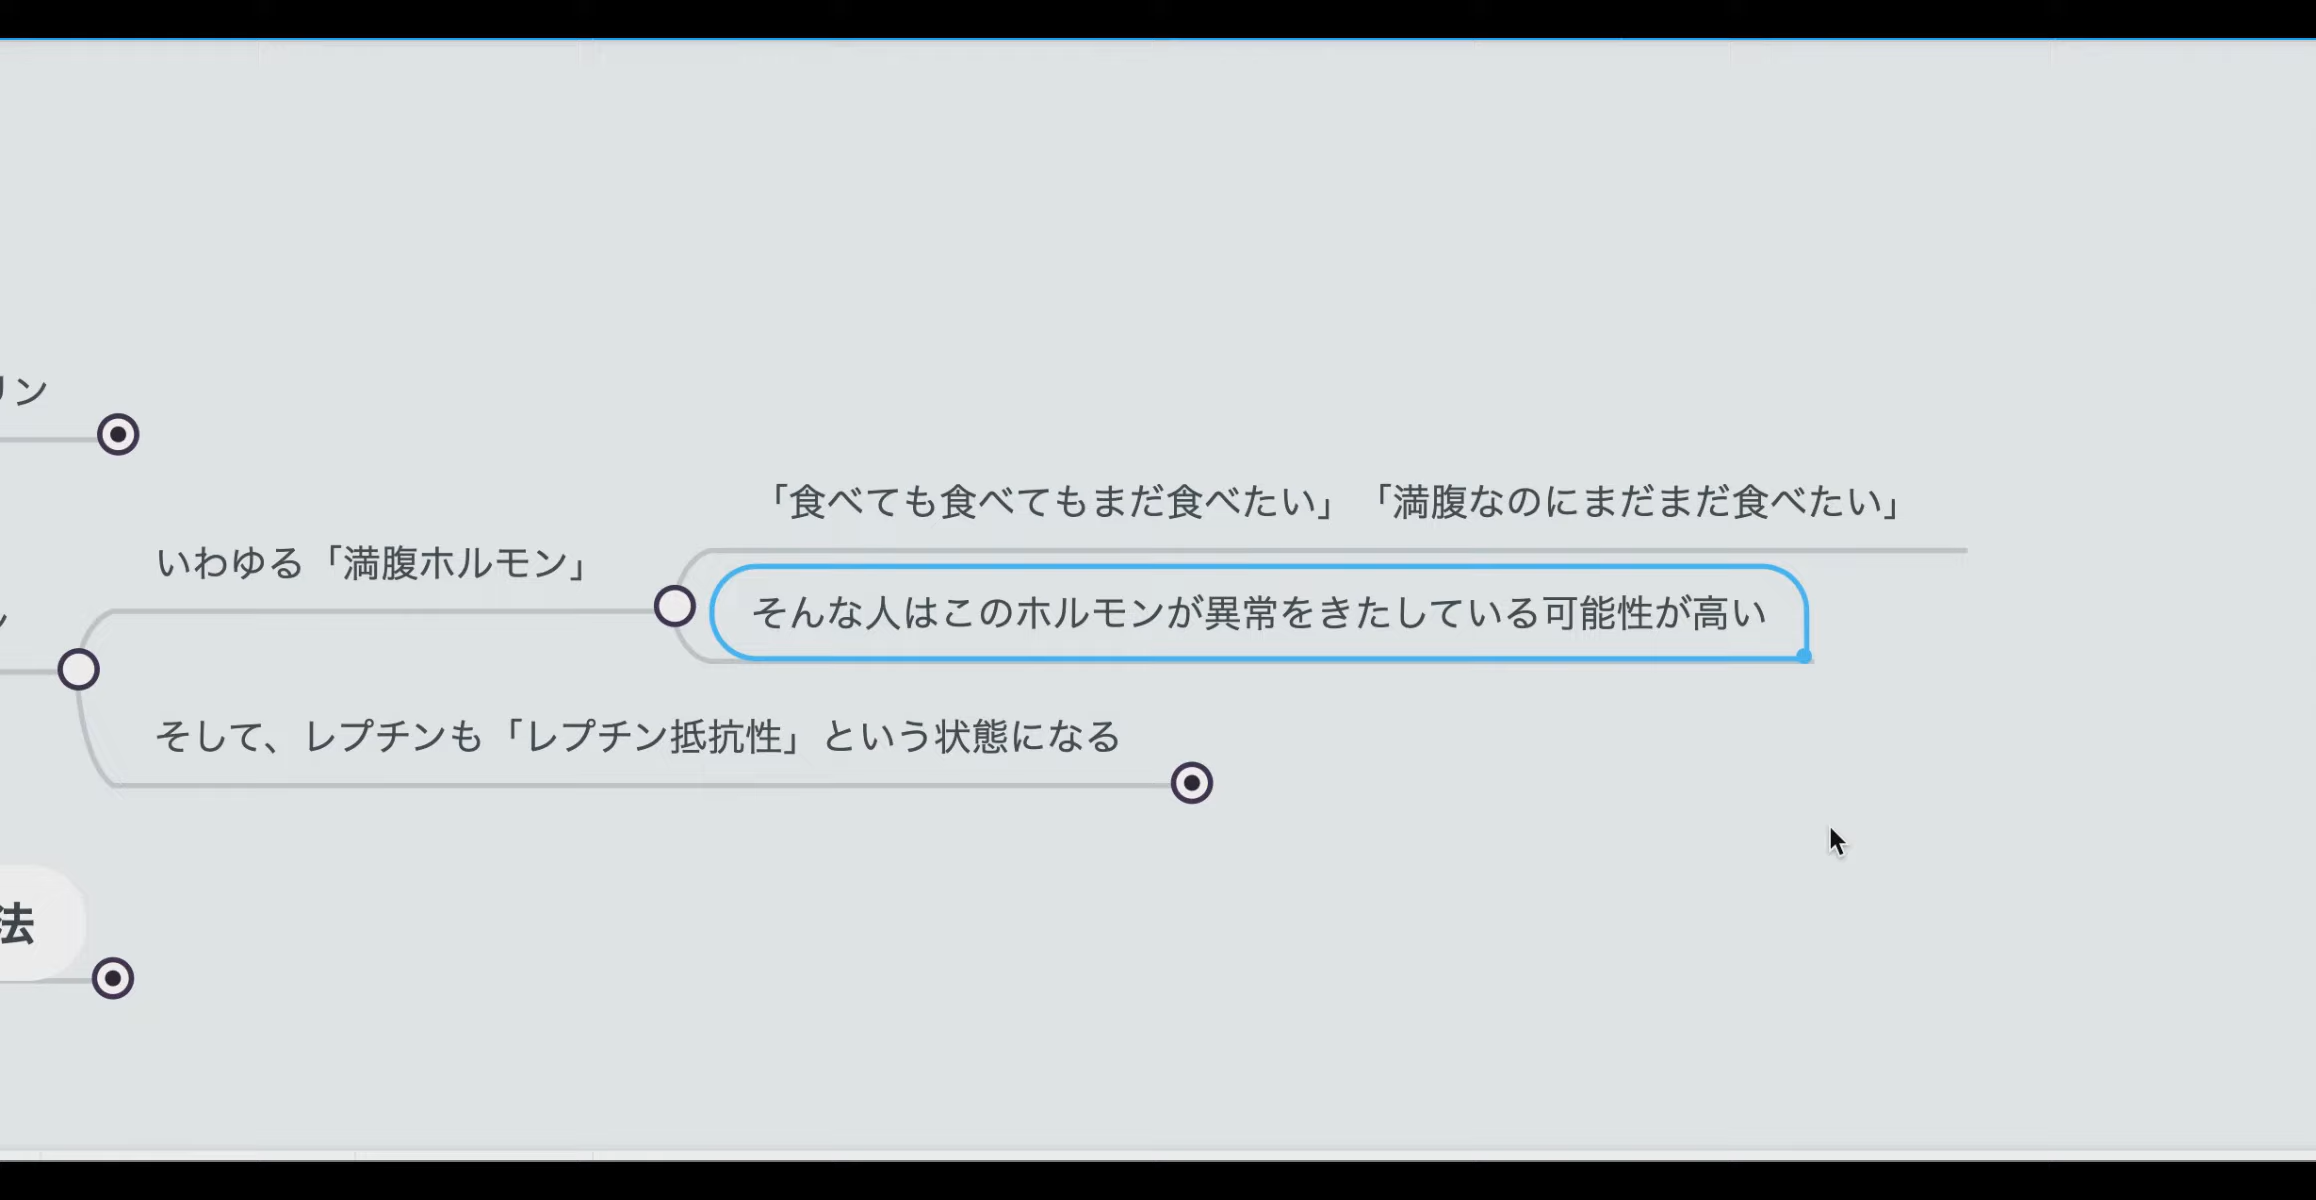 リン
「食べても食べてもまだ食べたい」「満腹なのにまだまだ食べたい」
いわゆる「満腹ホルモン」
そんな人はこのホルモンが異常をきたしている可能性が高い
そして、レプチンも「レプチン抵抗性」という状態になる
法